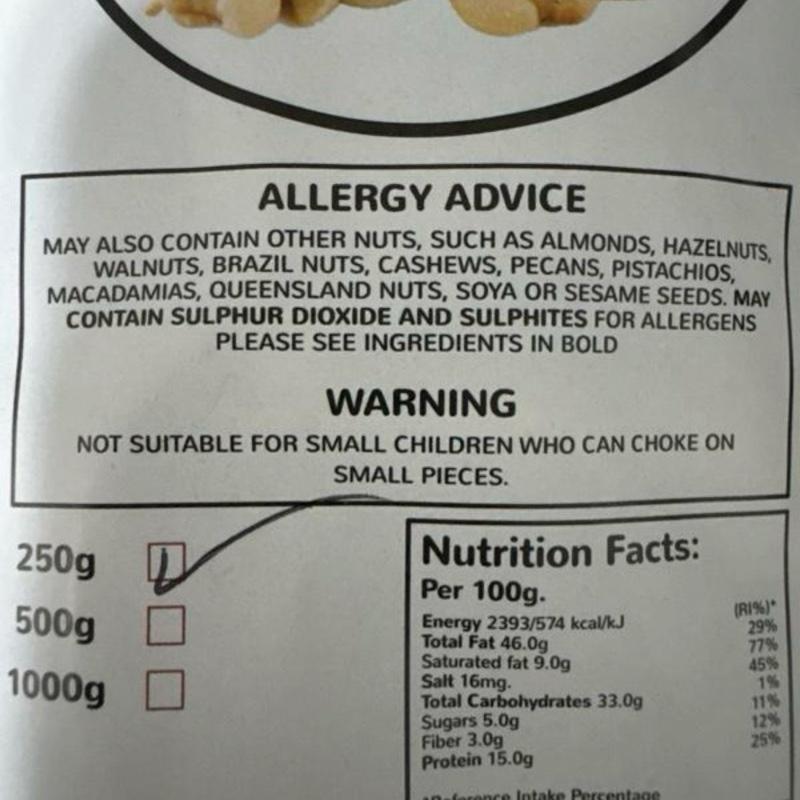 ALLERGY ADVICE
MAY ALSO CONTAIN OTHER NUTS, SUCH AS ALMONDS, HAZELNUTS,
WALNUTS, BRAZIL NUTS, CASHEWS, PECANS, PISTACHIOS,
MACADAMIAS, QUEENSLAND NUTS, SOYA OR SESAME SEEDS. MAY
CONTAIN SULPHUR DIOXIDE AND SULPHITES FOR ALLERGENS
PLEASE SEE INGREDIENTS IN BOLD
WARNING
NOT SUITABLE FOR SMALL CHILDREN WHO CAN CHOKE ON
SMALL PIECES.
250g
500g
1000g
Nutrition Facts:
Per 100g.
(RI%)*
Energy 2393/574 kcal/kJ 29%
Total Fat 46.0g 77%
Saturated fat 9.0g 45%
Salt 16mg. 1%
Total Carbohydrates 33.0g 11%
Sugars 5.0g 12%
Fiber 3.0g 25%
Protein 15.0g
*Reference Intake Percentage